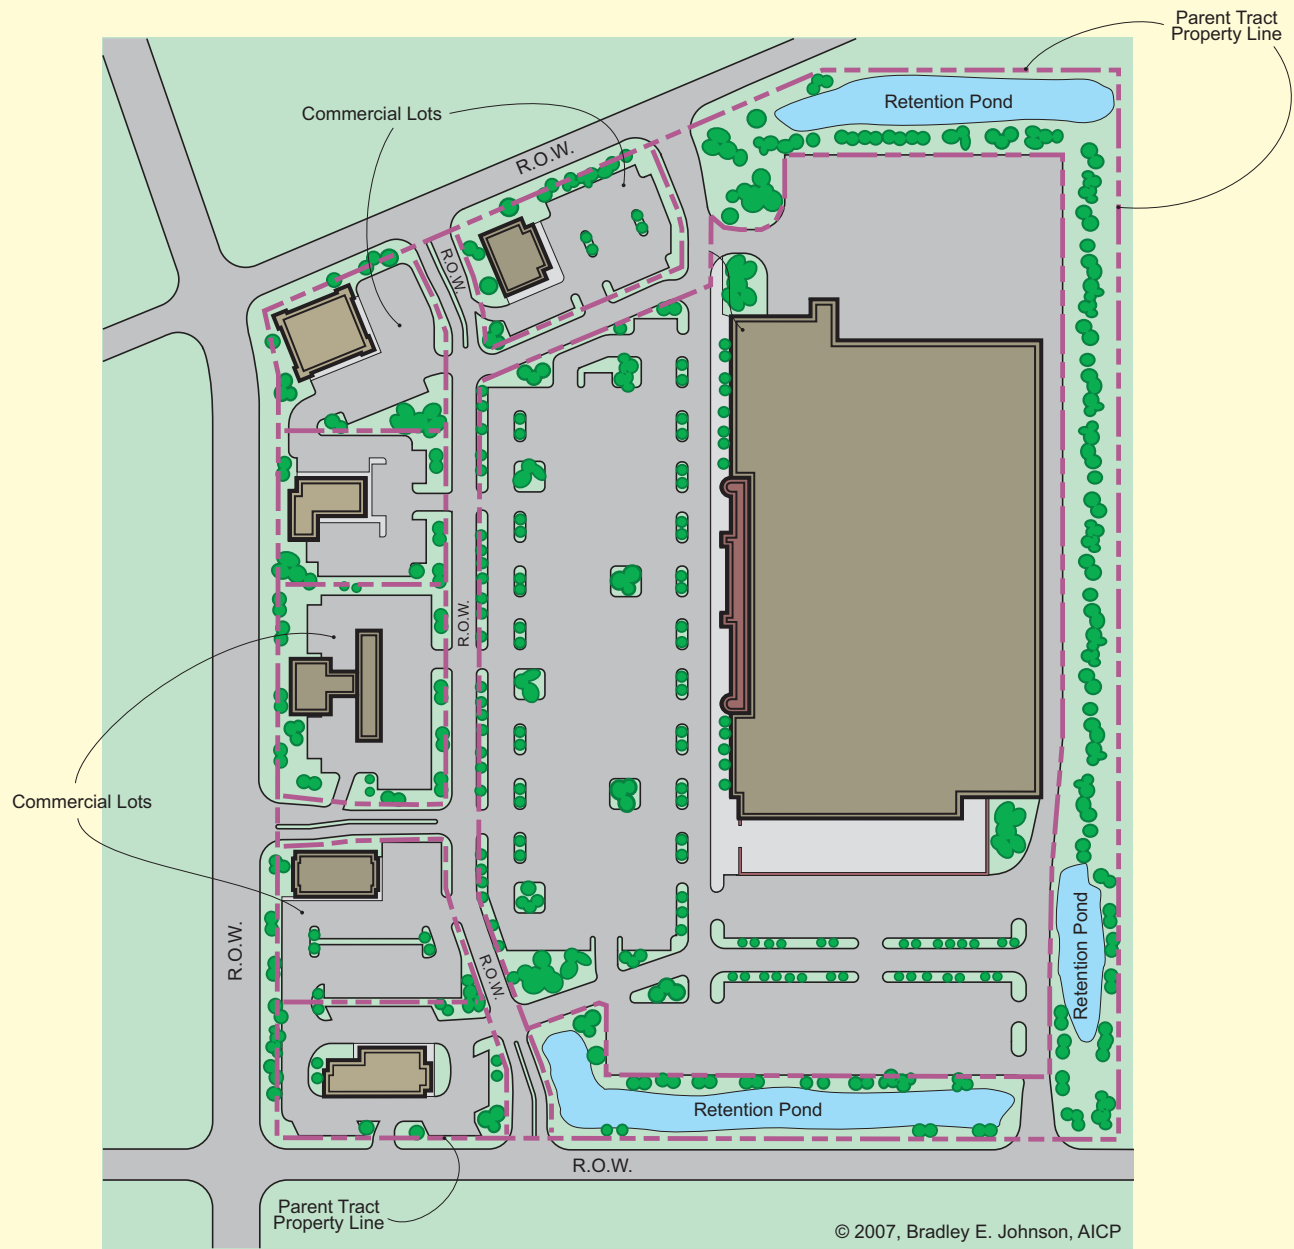 Parent Tract
Property Line
Retention Pond
Commercial Lots
R.O.W.
R.O.W.
R.O.W.
Commercial Lots
R.O.W.
R.O.W.
Retention Pond
Retention Pond
R.O.W.
Parent Tract
Property Line
© 2007, Bradley E. Johnson, AICP